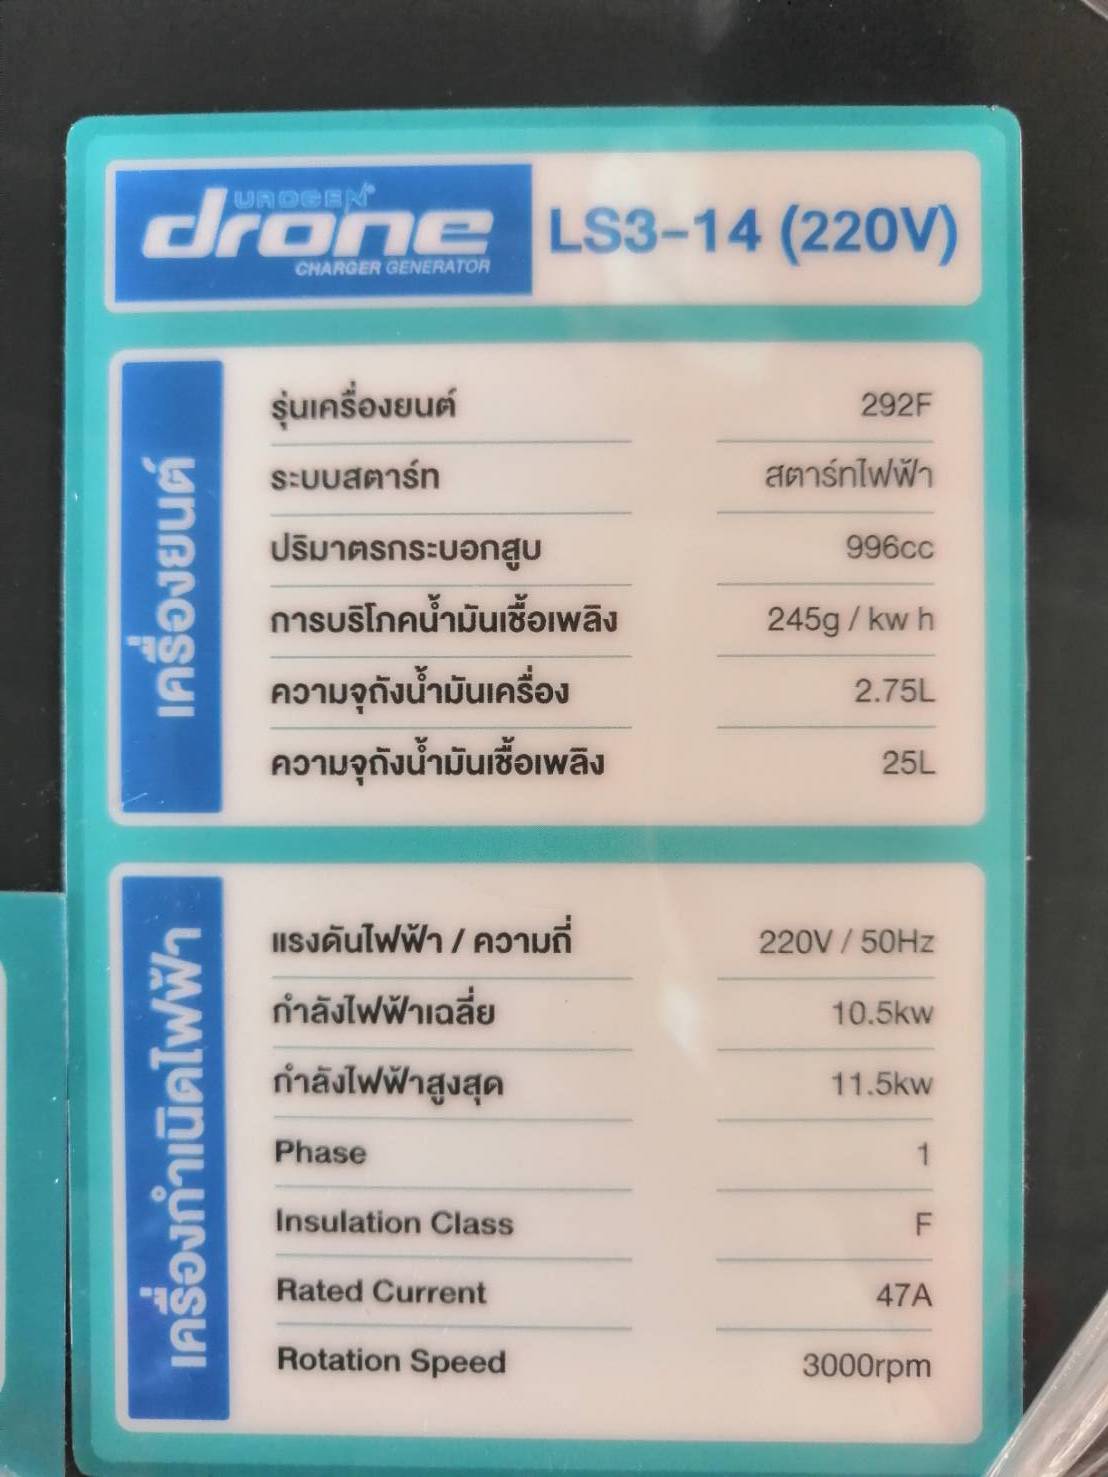 UROGEN®
drone
CHARGER GENERATOR
LS3-14 (220V)
เครื่องยนต์
รุ่นเครื่องยนต์ 292F
ระบบสตาร์ท สตาร์ทไฟฟ้า
ปริมาตรกระบอกสูบ 996cc
การบริโภคน้ำมันเชื้อเพลิง 245g / kw h
ความจุถังน้ำมันเครื่อง 2.75L
ความจุถังน้ำมันเชื้อเพลิง 25L
เครื่องกำเนิดไฟฟ้า
แรงดันไฟฟ้า / ความถี่ 220V / 50Hz
กำลังไฟฟ้าเฉลี่ย 10.5kw
กำลังไฟฟ้าสูงสุด 11.5kw
Phase 1
Insulation Class F
Rated Current 47A
Rotation Speed 3000rpm